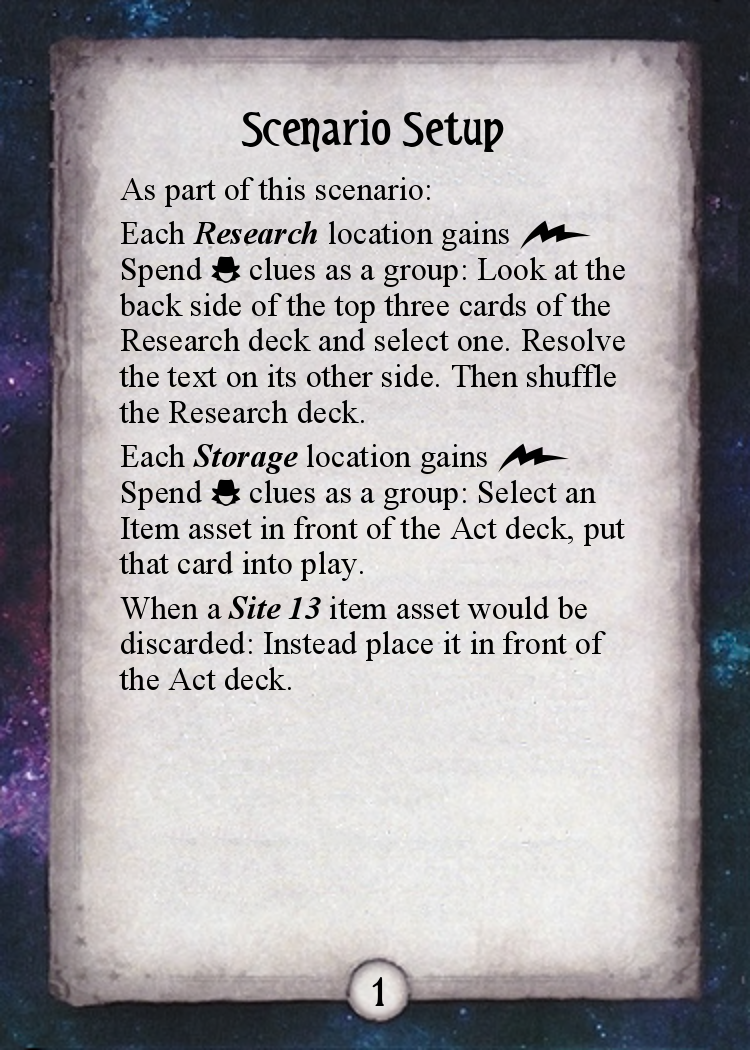 Scenario Setup
As part of this scenario:
Each Research location gains
Spend clues as a group: Look at the
back side of the top three cards of the
Research deck and select one. Resolve
the text on its other side. Then shuffle
the Research deck.
Each Storage location gains
Spend clues as a group: Select an
Item asset in front of the Act deck, put
that card into play.
When a Site 13 item asset would be
discarded: Instead place it in front of
the Act deck.
1